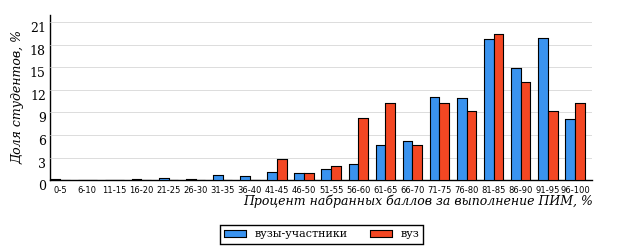 Доля студентов, %
21
18
15
12
9
6
3
0
0-5 6-10 11-15 16-20 21-25 26-30 31-35 36-40 41-45 46-50 51-55 56-60 61-65 66-70 71-75 76-80 81-85 86-90 91-95 96-100
Процент набранных баллов за выполнение ПИМ, %
вузы-участники вуз